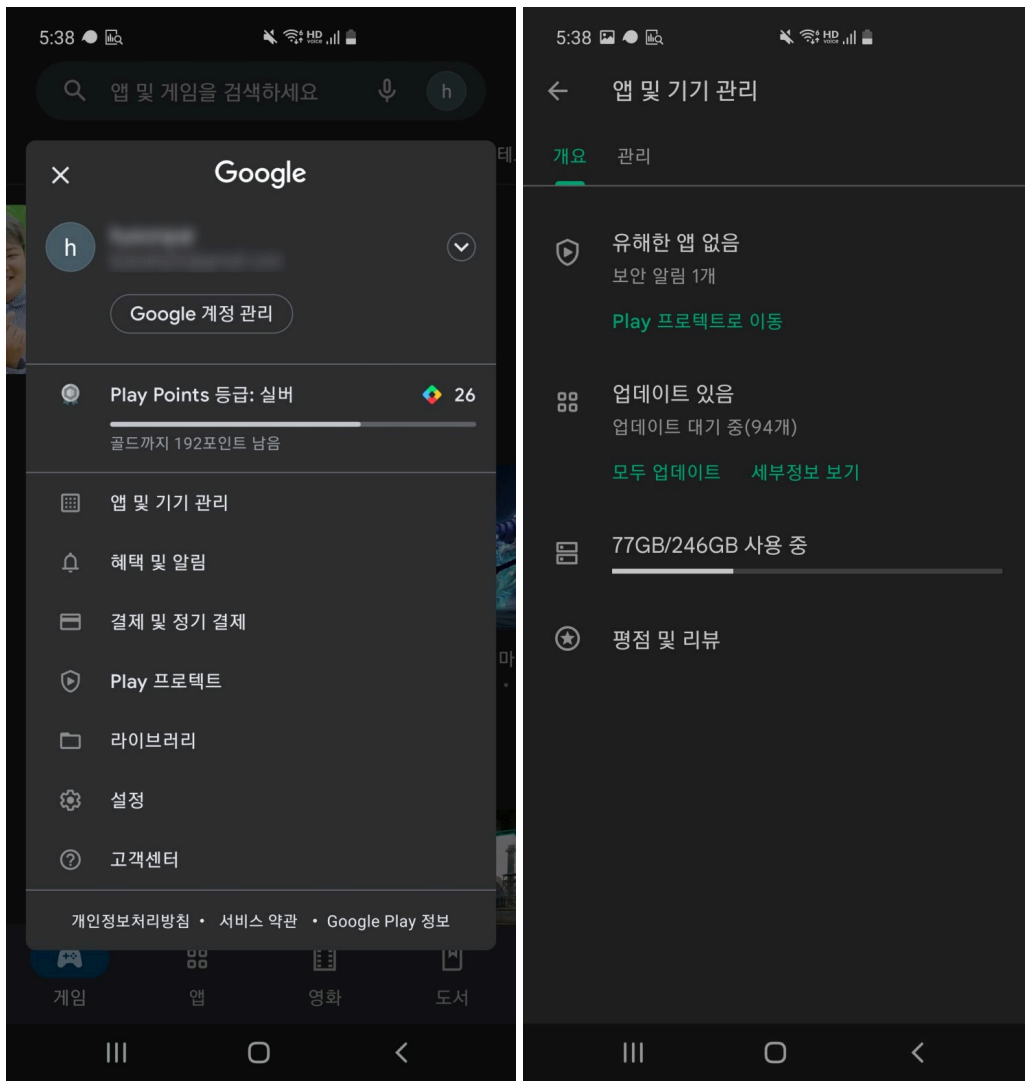 5:38
HD
VOICE
앱 및 게임을 검색하세요
h
테
Google
h
Google 계정 관리
Play Points 등급: 실버
26
골드까지 192포인트 남음
앱 및 기기 관리
혜택 및 알림
결제 및 정기 결제
마
Play 프로텍트
라이브러리
설정
고객센터
개인정보처리방침 • 서비스 약관 • Google Play 정보
게임
앱
영화
도서
5:38
HD
VOICE
앱 및 기기 관리
개요
관리
유해한 앱 없음
보안 알림 1개
Play 프로텍트로 이동
업데이트 있음
업데이트 대기 중(94개)
모두 업데이트
세부정보 보기
77GB/246GB 사용 중
평점 및 리뷰